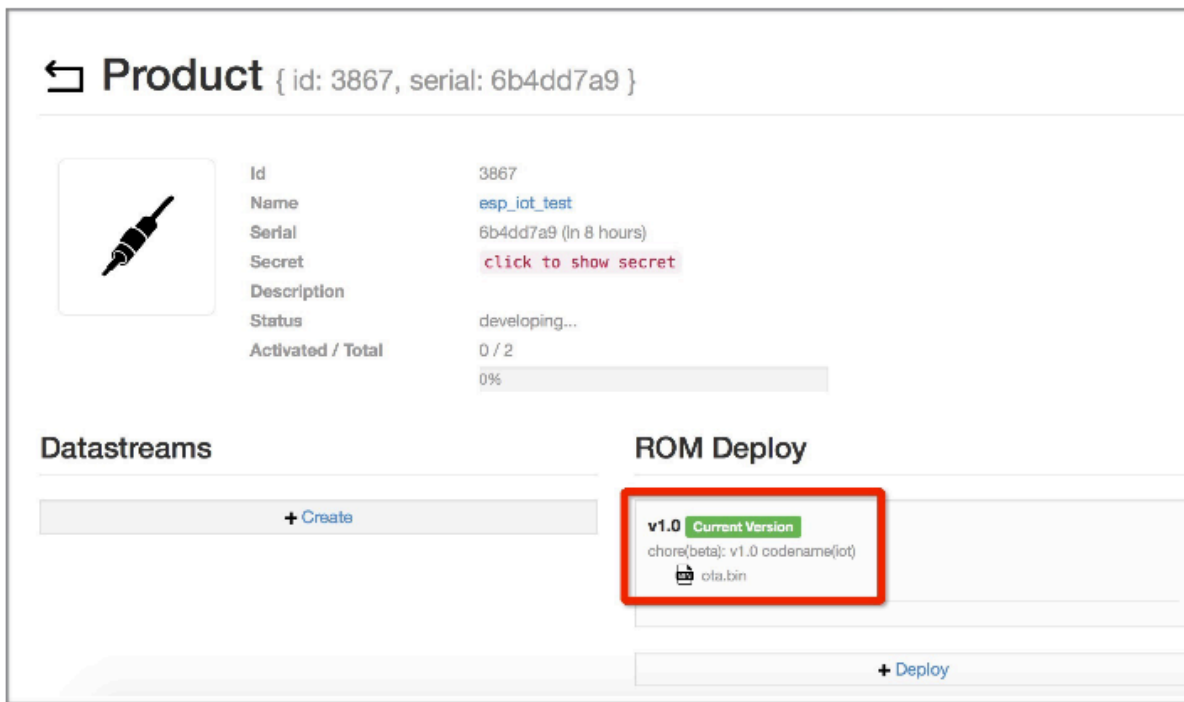 Product { id: 3867, serial: 6b4dd7a9 }
Id 3867
Name esp_iot_test
Serial 6b4dd7a9 (in 8 hours)
Secret click to show secret
Description
Status developing...
Activated / Total 0 / 2
0%
Datastreams
+ Create
ROM Deploy
v1.0 Current Version
chore(beta): v1.0 codename(iot)
ota.bin
+ Deploy